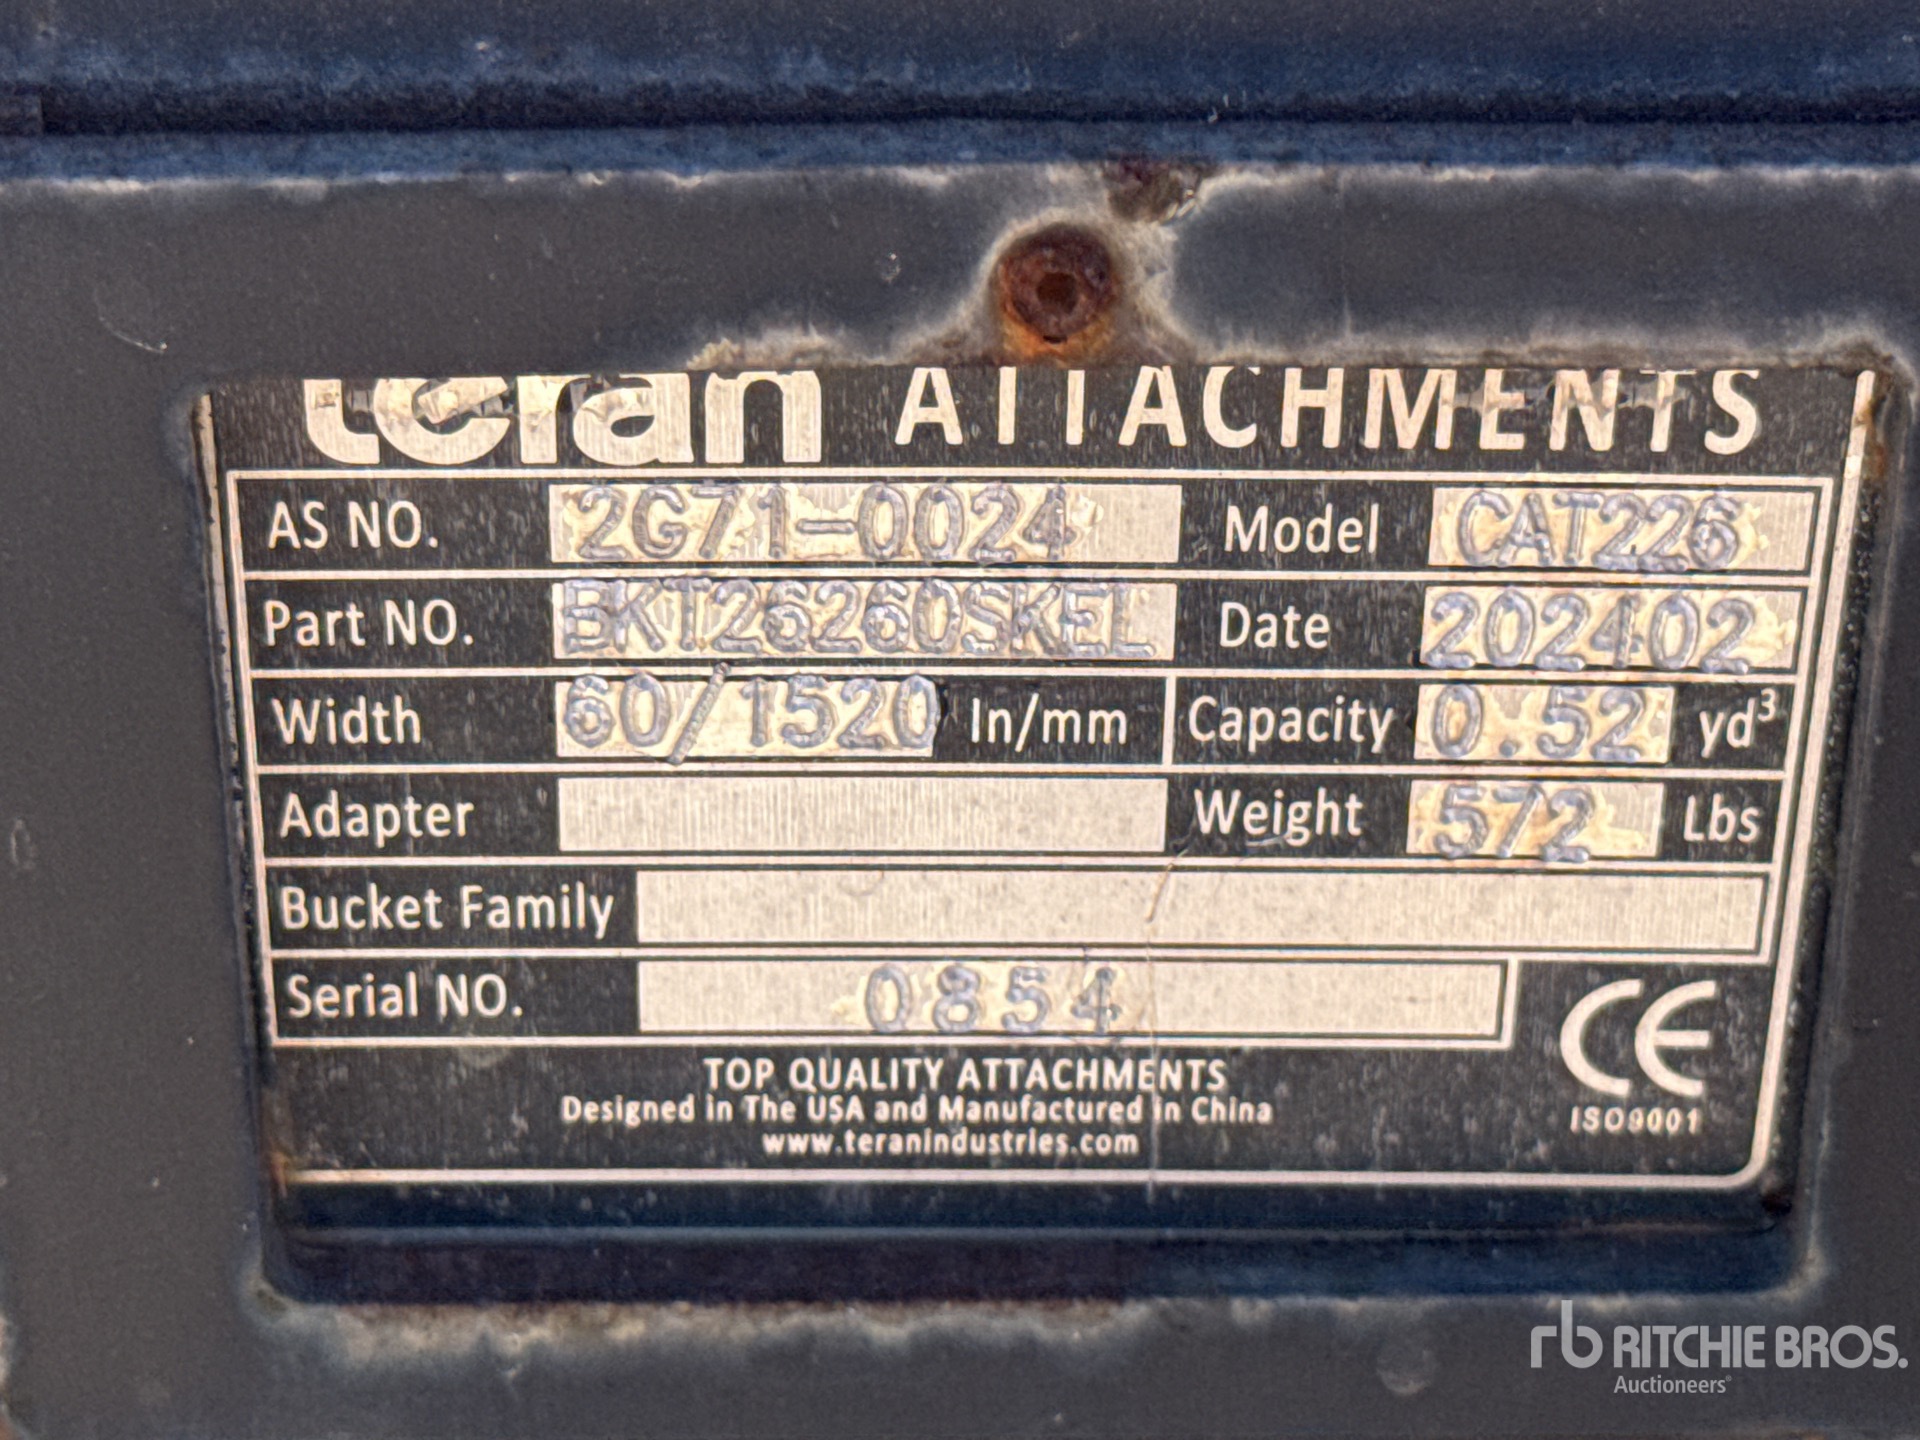 teran ATTACHMENTS
AS NO. 2G71-0024 Model CAT226
Part NO. BKT26260SKEL Date 202402
Width 60/1520 In/mm Capacity 0.52 yd³
Adapter Weight 572 Lbs
Bucket Family
Serial NO. 0854
CE
ISO9001
TOP QUALITY ATTACHMENTS
Designed in The USA and Manufactured in China
www.teranindustries.com
rb RITCHIE BROS.
Auctioneers®